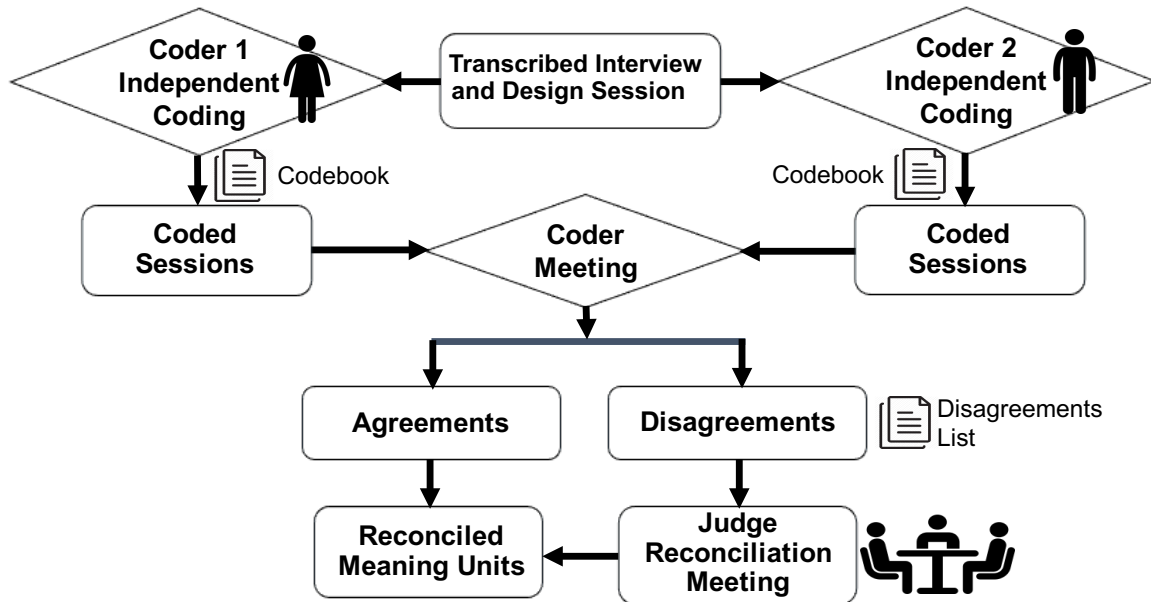 Coder 1
Independent
Coding
Transcribed Interview
and Design Session
Coder 2
Independent
Coding
Codebook
Codebook
Coded
Sessions
Coder
Meeting
Coded
Sessions
Agreements
Disagreements
Disagreements
List
Reconciled
Meaning Units
Judge
Reconciliation
Meeting